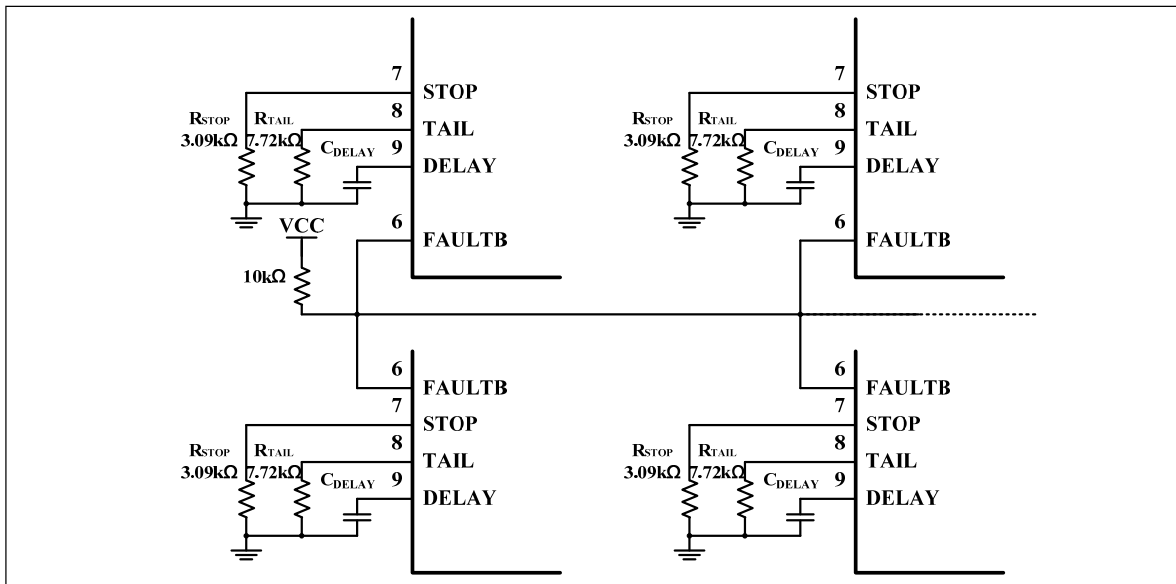 7
STOP
RSTOP
3.09kΩ
RTAIL
7.72kΩ
8
TAIL
CDELAY
9
DELAY
VCC
6
FAULTB
10kΩ
7
STOP
RSTOP
3.09kΩ
RTAIL
7.72kΩ
8
TAIL
CDELAY
9
DELAY
6
FAULTB
6
FAULTB
7
STOP
RSTOP
3.09kΩ
RTAIL
7.72kΩ
8
TAIL
CDELAY
9
DELAY
6
FAULTB
7
STOP
RSTOP
3.09kΩ
RTAIL
7.72kΩ
8
TAIL
CDELAY
9
DELAY